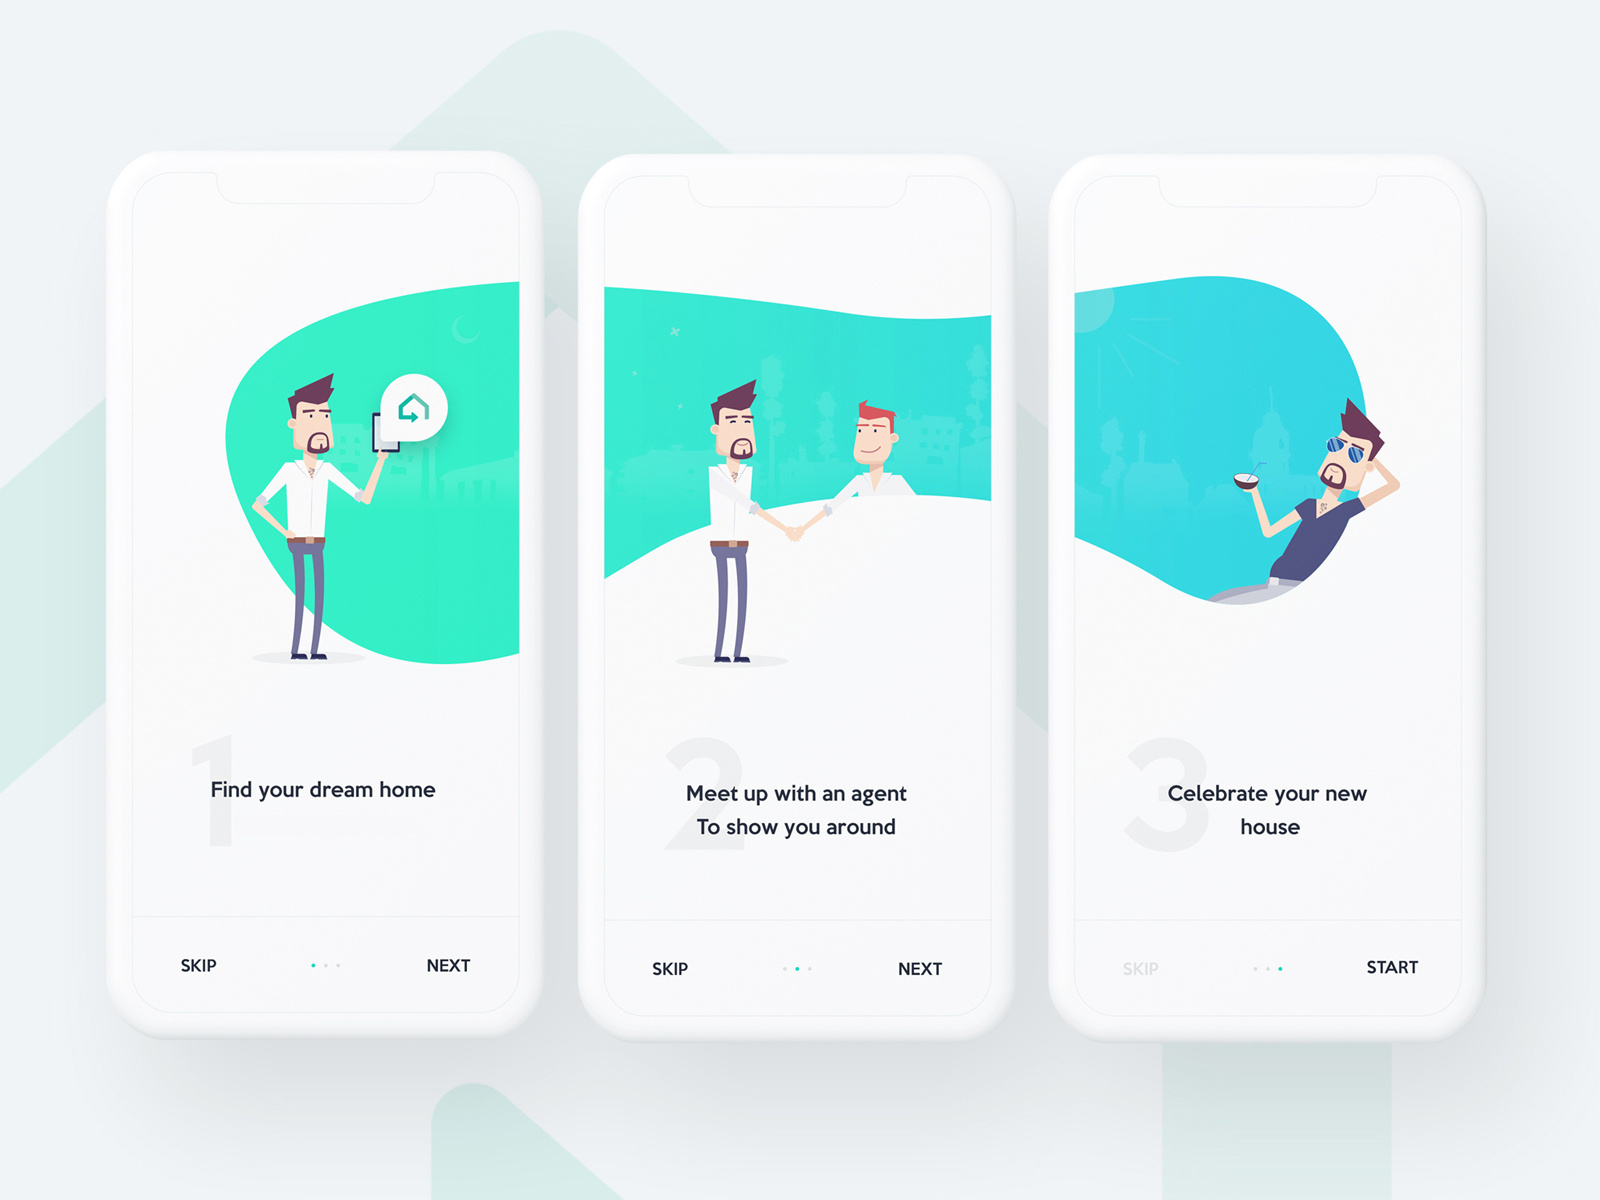 1
Find your dream home
SKIP
NEXT
2
Meet up with an agent
To show you around
SKIP
NEXT
3
Celebrate your new
house
SKIP
START